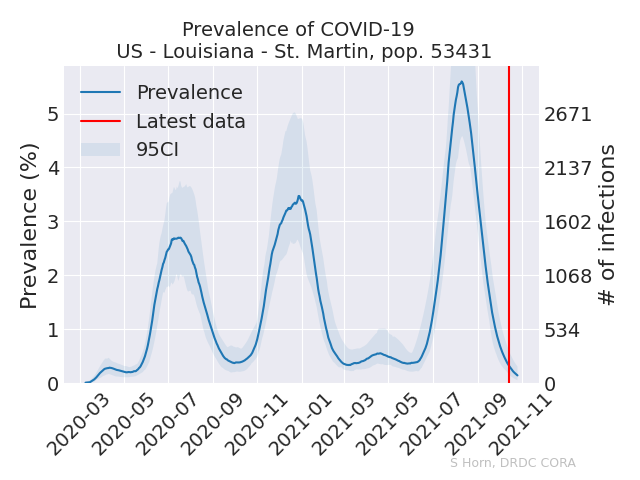 Prevalence of COVID-19
US - Louisiana - St. Martin, pop. 53431
Prevalence
Latest data
95CI
Prevalence (%)
5
4
3
2
1
0
2671
2137
1602
1068
534
0
# of infections
2020-03
2020-05
2020-07
2020-09
2020-11
2021-01
2021-03
2021-05
2021-07
2021-09
2021-11
S Horn, DRDC CORA